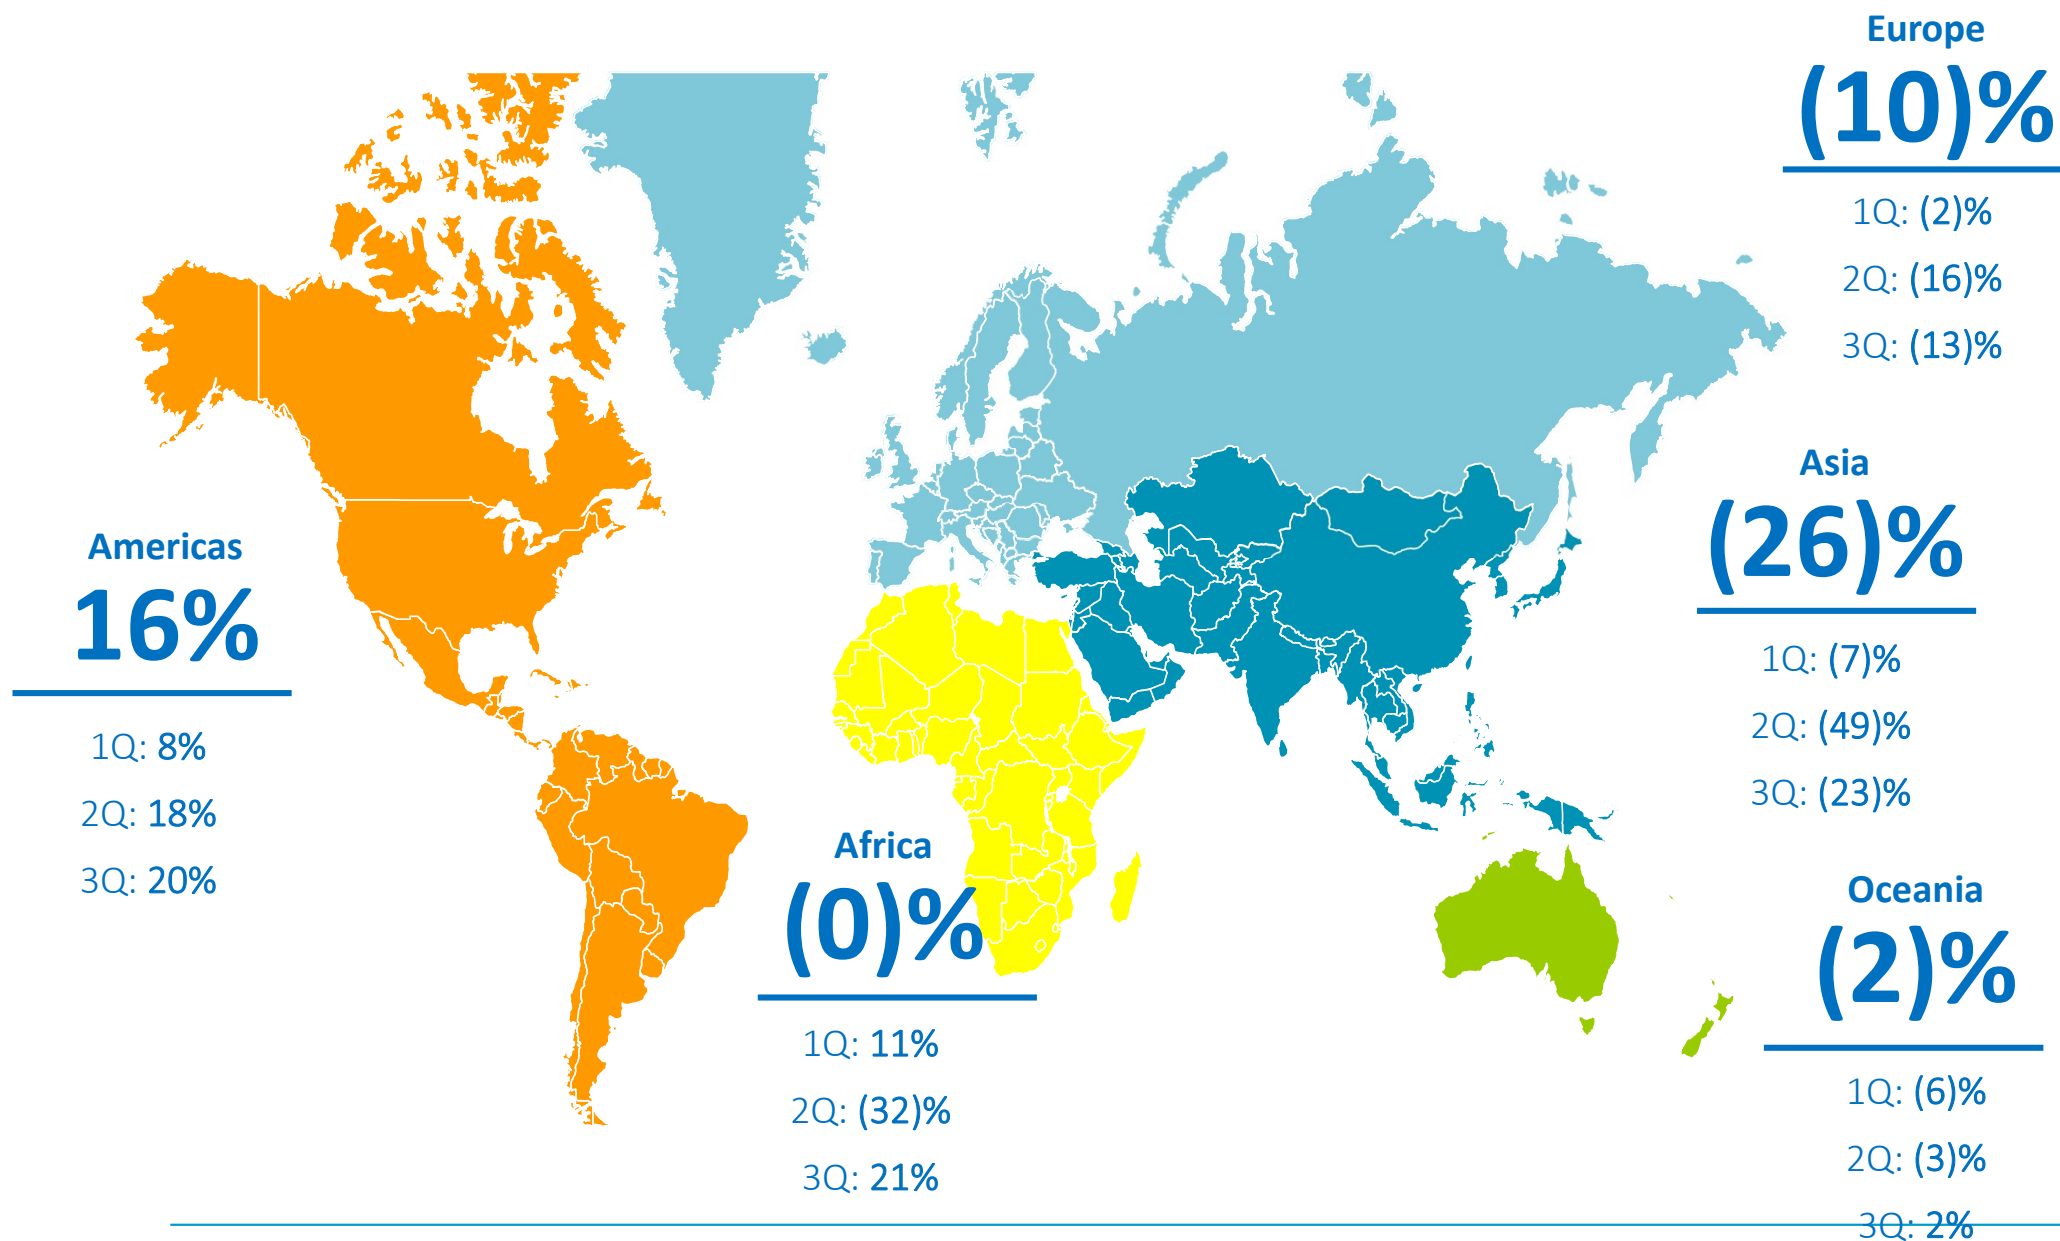 Europe
(10)%
1Q: (2)%
2Q: (16)%
3Q: (13)%
Asia
(26)%
1Q: (7)%
2Q: (49)%
3Q: (23)%
Americas
16%
1Q: 8%
2Q: 18%
3Q: 20%
Africa
(0)%
1Q: 11%
2Q: (32)%
3Q: 21%
Oceania
(2)%
1Q: (6)%
2Q: (3)%
3Q: 2%